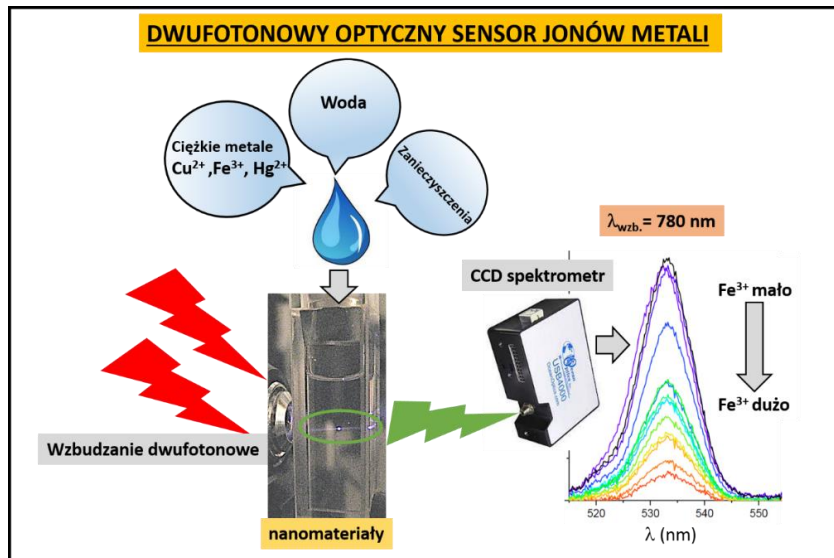 DWUFOTONOWY OPTYCZNY SENSOR JONÓW METALI
Woda
Ciężkie metale
Cu²⁺ ,Fe³⁺, Hg²⁺
Zanieczyszczenia
λwzb.= 780 nm
CCD spektrometr
Fe³⁺ mało
USB4000
Fe³⁺ dużo
Wzbudzanie dwufotonowe
nanomateriały
520 530 540 550
λ (nm)